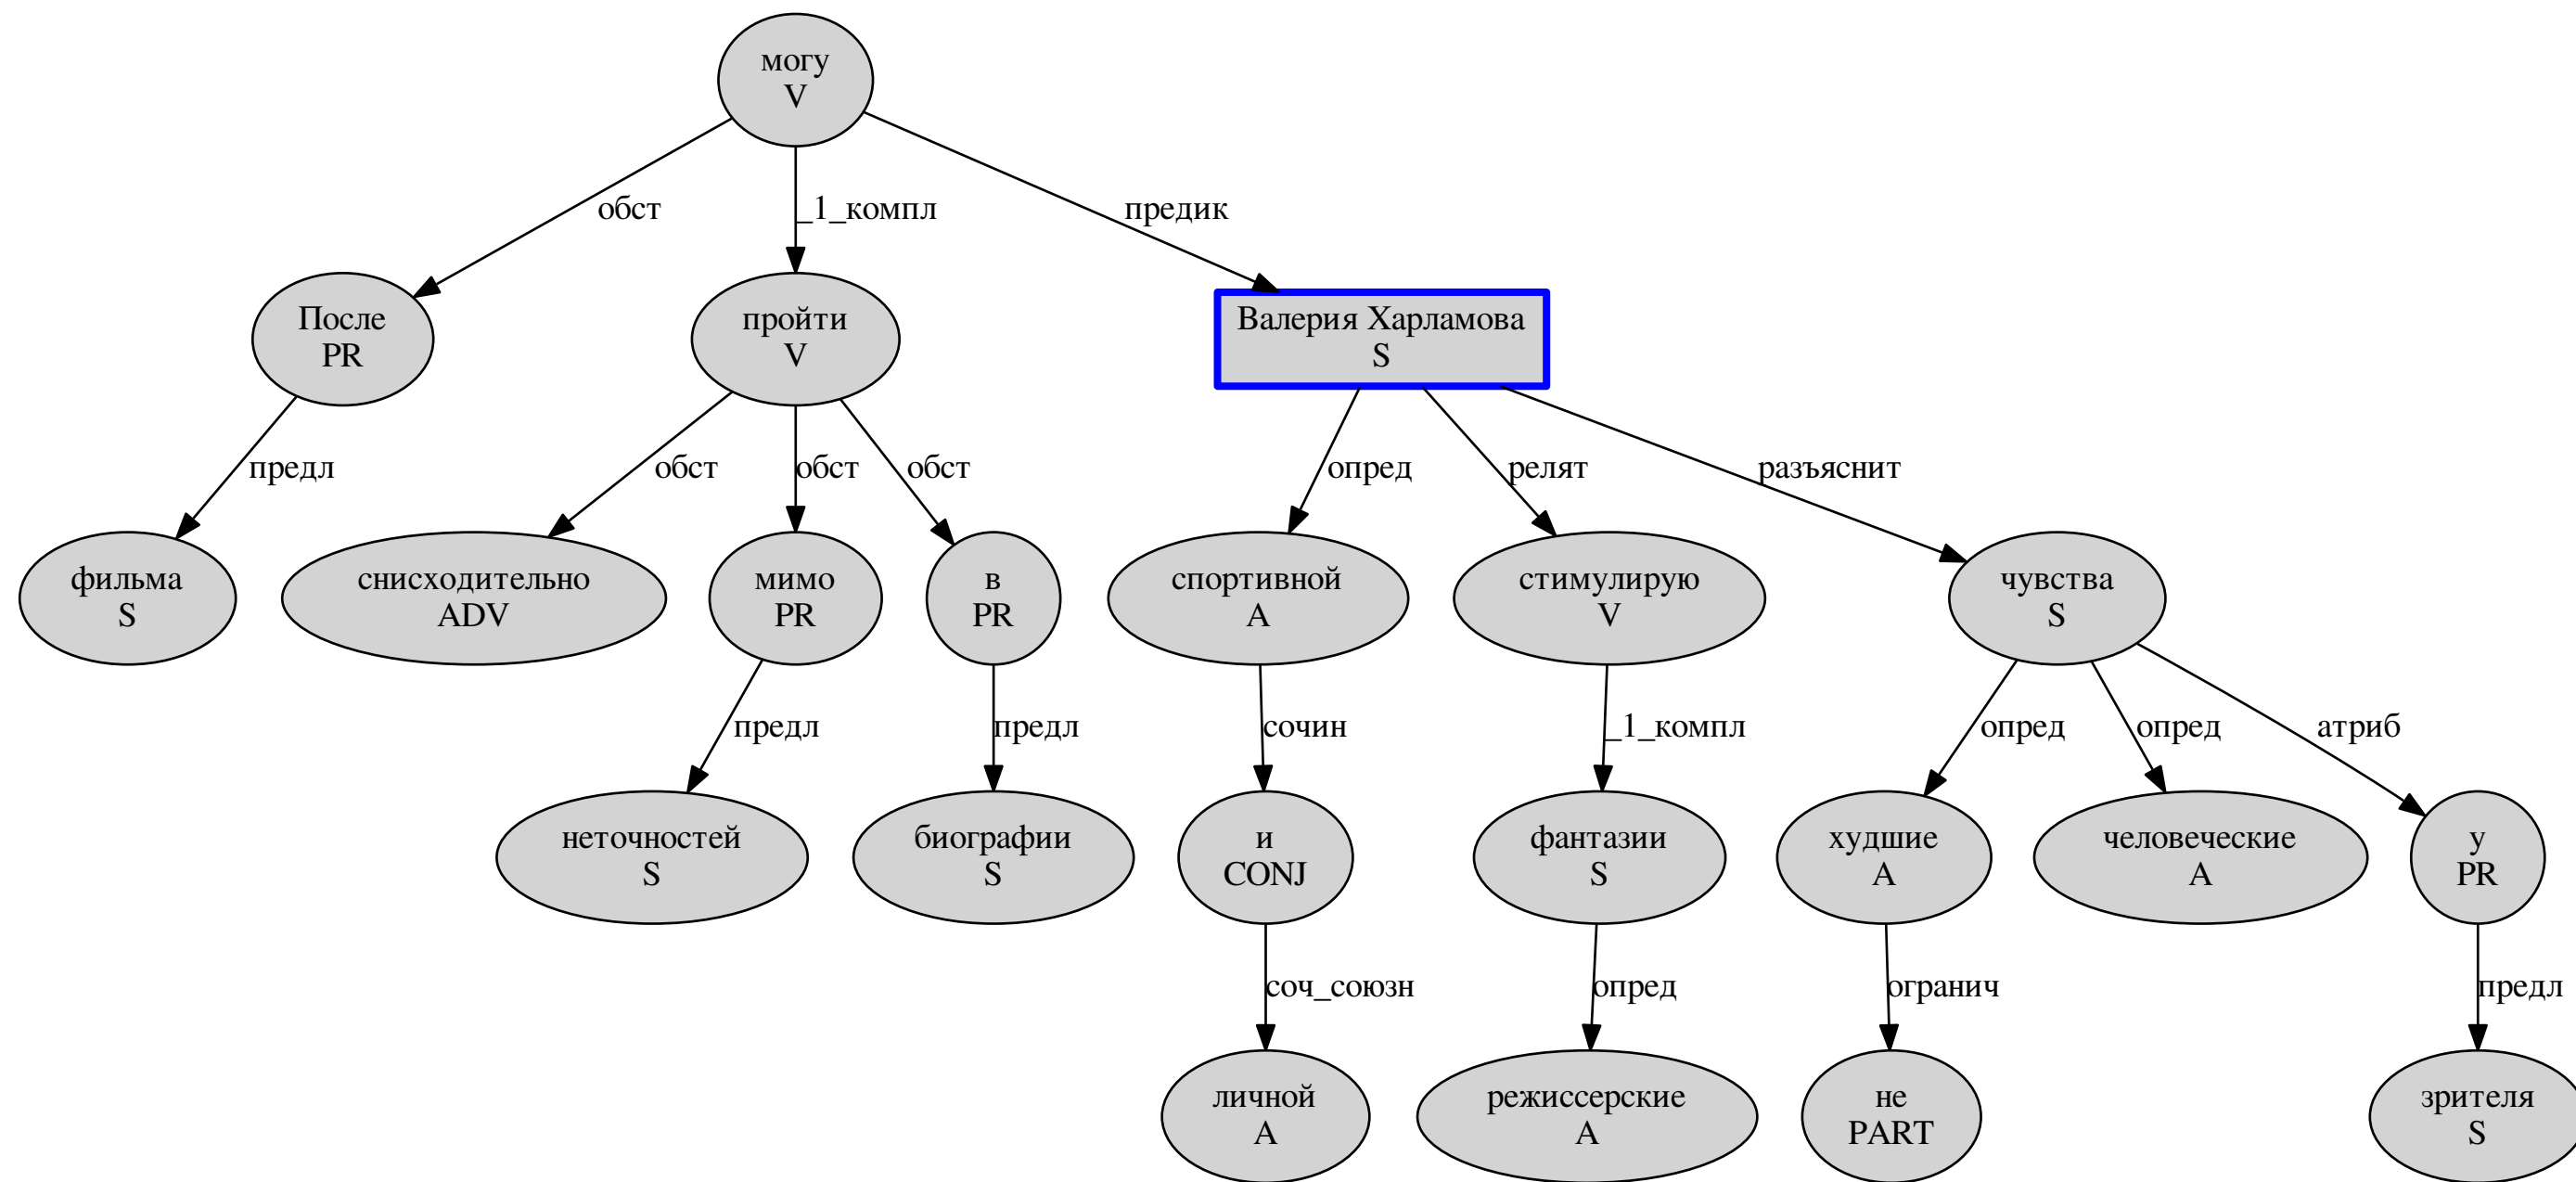 могу
V
обст
_1_компл
предик
После
PR
пройти
V
Валерия Харламова
S
предл
обст
обст
обст
опред
релят
разъяснит
фильма
S
снисходительно
ADV
мимо
PR
в
PR
спортивной
A
стимулирую
V
чувства
S
предл
предл
сочин
_1_компл
опред
опред
атриб
неточностей
S
биографии
S
и
CONJ
фантазии
S
худшие
A
человеческие
A
у
PR
соч_союзн
опред
огранич
предл
личной
A
режиссерские
A
не
PART
зрителя
S